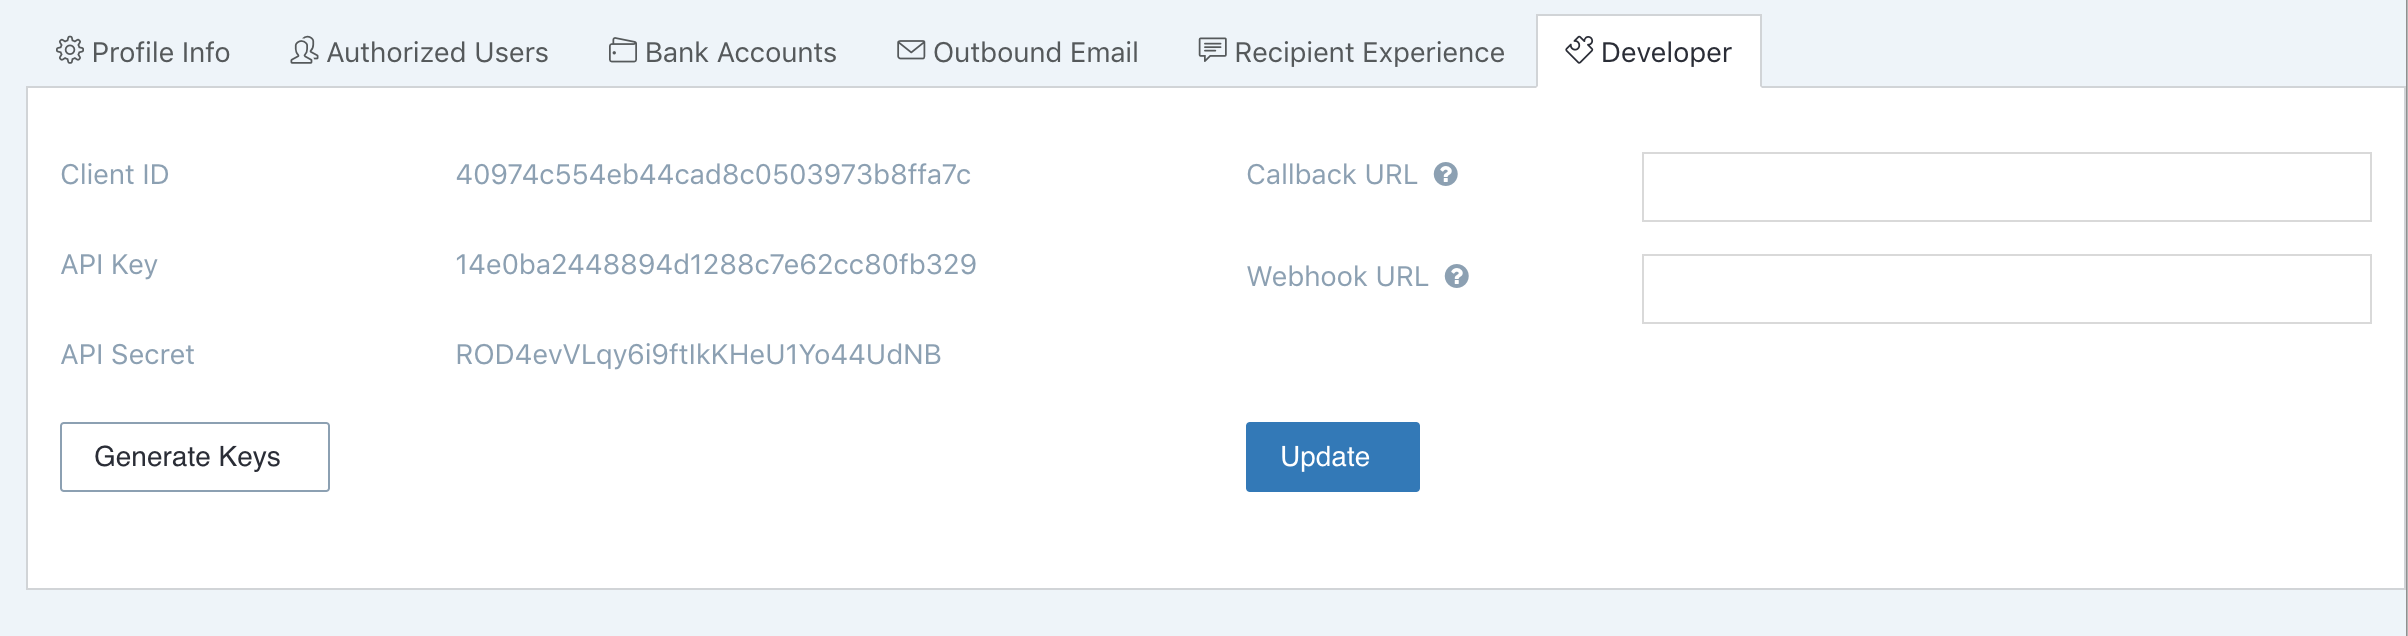 Profile Info Authorized Users Bank Accounts Outbound Email Recipient Experience Developer
Client ID 40974c554eb44cad8c0503973b8ffa7c Callback URL ?
API Key 14e0ba2448894d1288c7e62cc80fb329
Webhook URL ?
API Secret ROD4evVLqy6i9ftIkKHeU1Yo44UdNB
Generate Keys Update